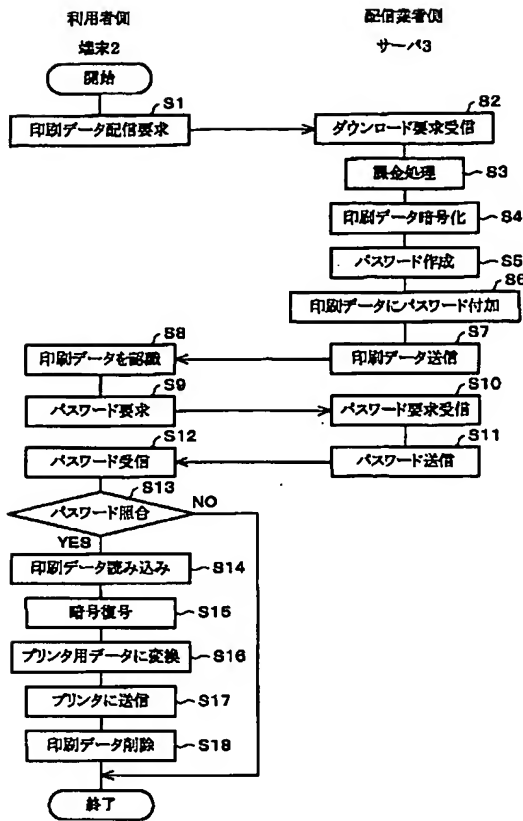 利用者側
配信業者側
端末2
サーバ3
開始
S1
印刷データ配信要求
S2
ダウンロード要求受信
課金処理
S3
印刷データ暗号化
S4
パスワード作成
S5
S6
印刷データにパスワード付加
S7
印刷データ送信
S8
印刷データを認識
S9
パスワード要求
S10
パスワード要求受信
S11
パスワード送信
S12
パスワード受信
S13
パスワード照合
NO
YES
印刷データ読み込み
S14
暗号復号
S15
プリンタ用データに変換
S16
プリンタに送信
S17
印刷データ削除
S18
終了